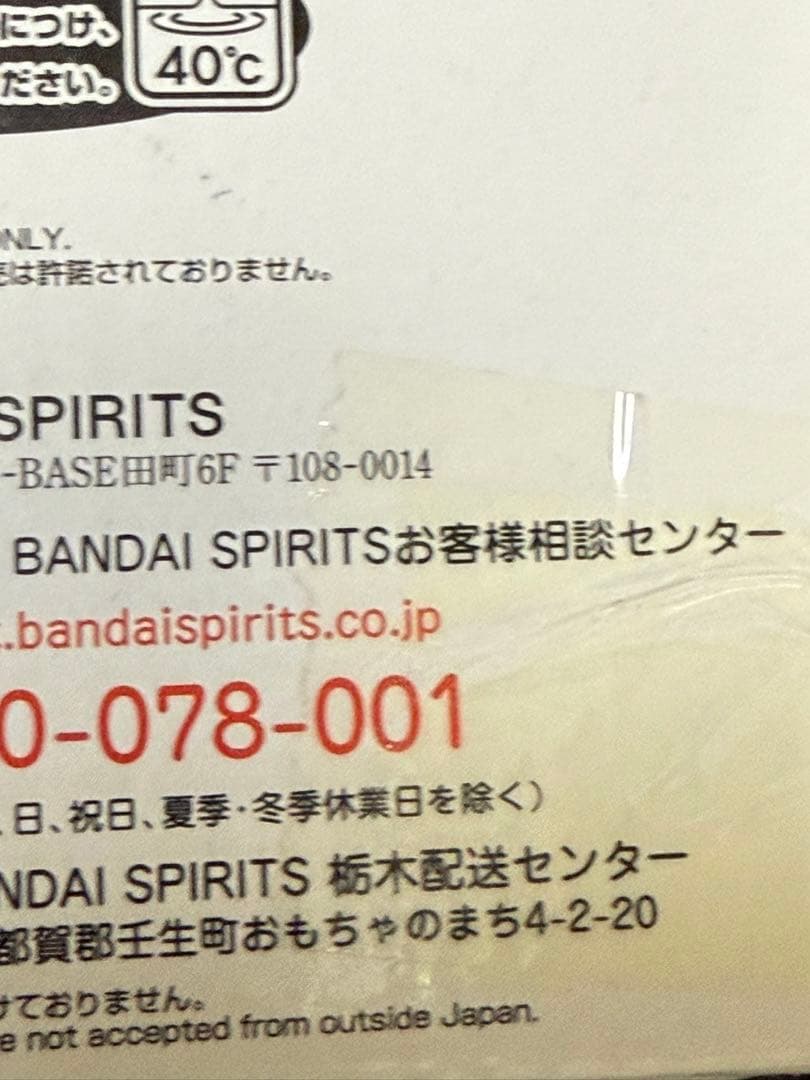 につけ、
ださい。
40℃
ONLY.
売は許諾されておりません。
SPIRITS
-BASE田町6F 〒108-0014
BANDAI SPIRITSお客様相談センター
.bandaispirits.co.jp
0-078-001
、日、祝日、夏季・冬季休業日を除く)
NDAI SPIRITS 栃木配送センター
都賀郡壬生町おもちゃのまち4-2-20
けておりません。
e not accepted from outside Japan.